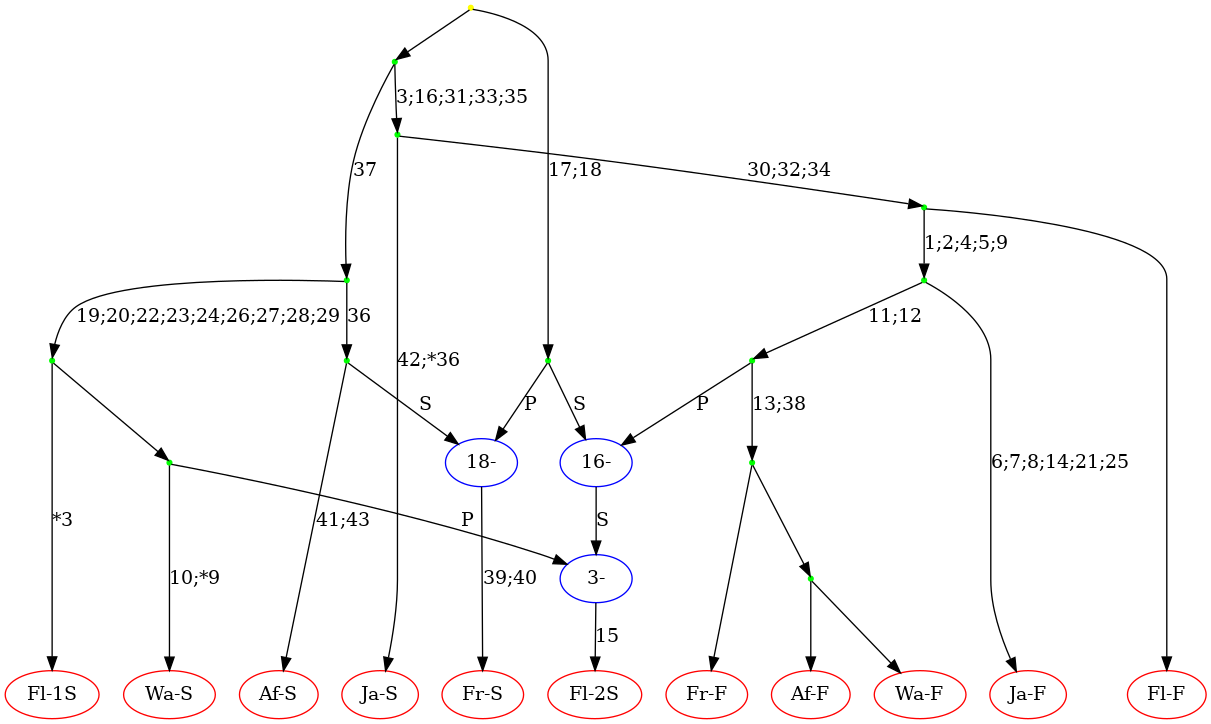 3;16;31;33;35
37
17;18
30;32;34
1;2;4;5;9
19;20;22;23;24;26;27;28;29
36
11;12
42;*36
S
P
S
P
13;38
18-
16-
6;7;8;14;21;25
*3
41;43
P
S
10;*9
39;40
3-
15
Fl-1S
Wa-S
Af-S
Ja-S
Fr-S
Fl-2S
Fr-F
Af-F
Wa-F
Ja-F
Fl-F